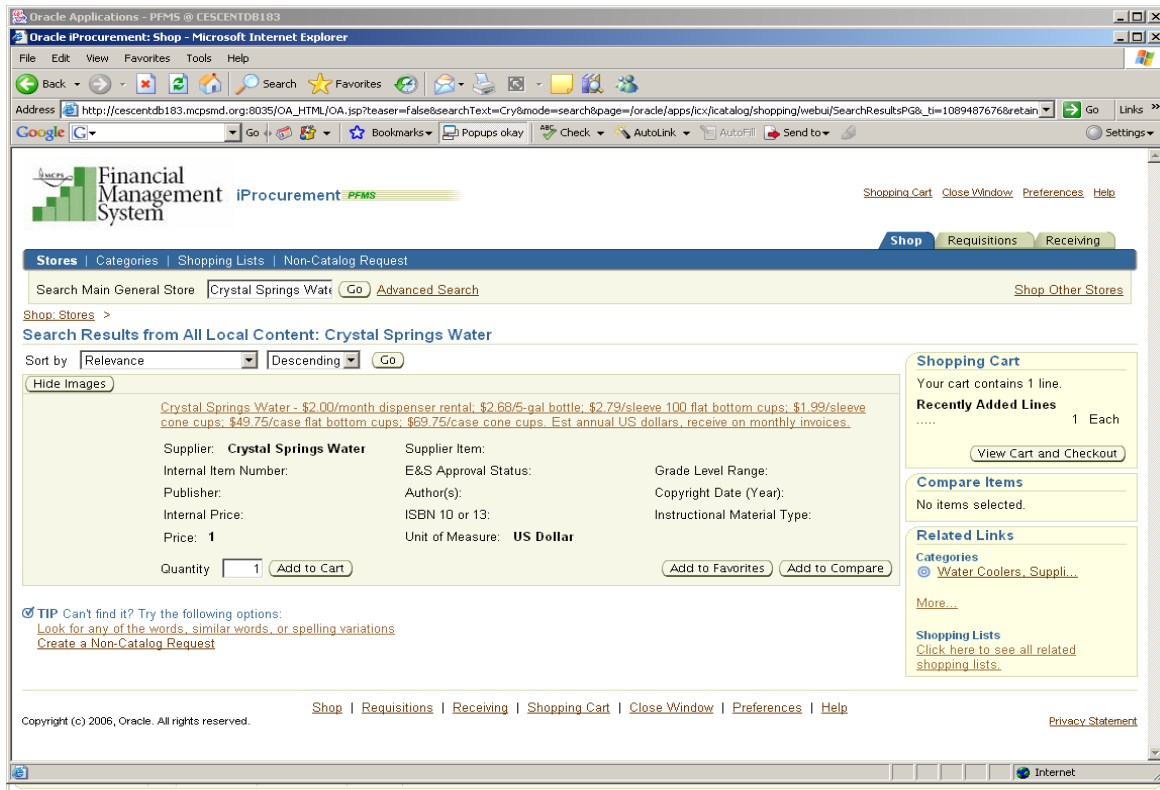 Oracle Applications - PFMS @ CESCENTDB183
Oracle iProcurement: Shop - Microsoft Internet Explorer
File Edit View Favorites Tools Help
Back Search Favorites
Address http://cescentdb183.mcpsmd.org:8035/OA_HTML/OA.jsp?teaser=false&searchText=Cry&mode=search&page=/oracle/apps/icx/icatalog/shopping/webui/SearchResultsPG&_ti=1089487676&retain Go Links »
Google G Go Bookmarks Popups okay ABC Check AutoLink AutoFill Send to Settings
MCPS Financial
Management iProcurement PFMS
System
Shopping Cart Close Window Preferences Help
Shop Requisitions Receiving
Stores | Categories | Shopping Lists | Non-Catalog Request
Search Main General Store Crystal Springs Wate Go Advanced Search Shop Other Stores
Shop: Stores >
Search Results from All Local Content: Crystal Springs Water
Sort by Relevance Descending Go
Hide Images
Crystal Springs Water - $2.00/month dispenser rental; $2.68/5-gal bottle; $2.79/sleeve 100 flat bottom cups; $1.99/sleeve
cone cups; $49.75/case flat bottom cups; $69.75/case cone cups. Est annual US dollars, receive on monthly invoices.
Supplier: Crystal Springs Water Supplier Item:
Internal Item Number: E&S Approval Status: Grade Level Range:
Publisher: Author(s): Copyright Date (Year):
Internal Price: ISBN 10 or 13: Instructional Material Type:
Price: 1 Unit of Measure: US Dollar
Quantity 1 Add to Cart Add to Favorites Add to Compare
Shopping Cart
Your cart contains 1 line.
Recently Added Lines
..... 1 Each
View Cart and Checkout
Compare Items
No items selected.
Related Links
Categories
Water Coolers, Suppli...
More...
Shopping Lists
Click here to see all related
shopping lists.
TIP Can't find it? Try the following options:
Look for any of the words, similar words, or spelling variations
Create a Non-Catalog Request
Shop | Requisitions | Receiving | Shopping Cart | Close Window | Preferences | Help
Copyright (c) 2006, Oracle. All rights reserved. Privacy Statement
Internet